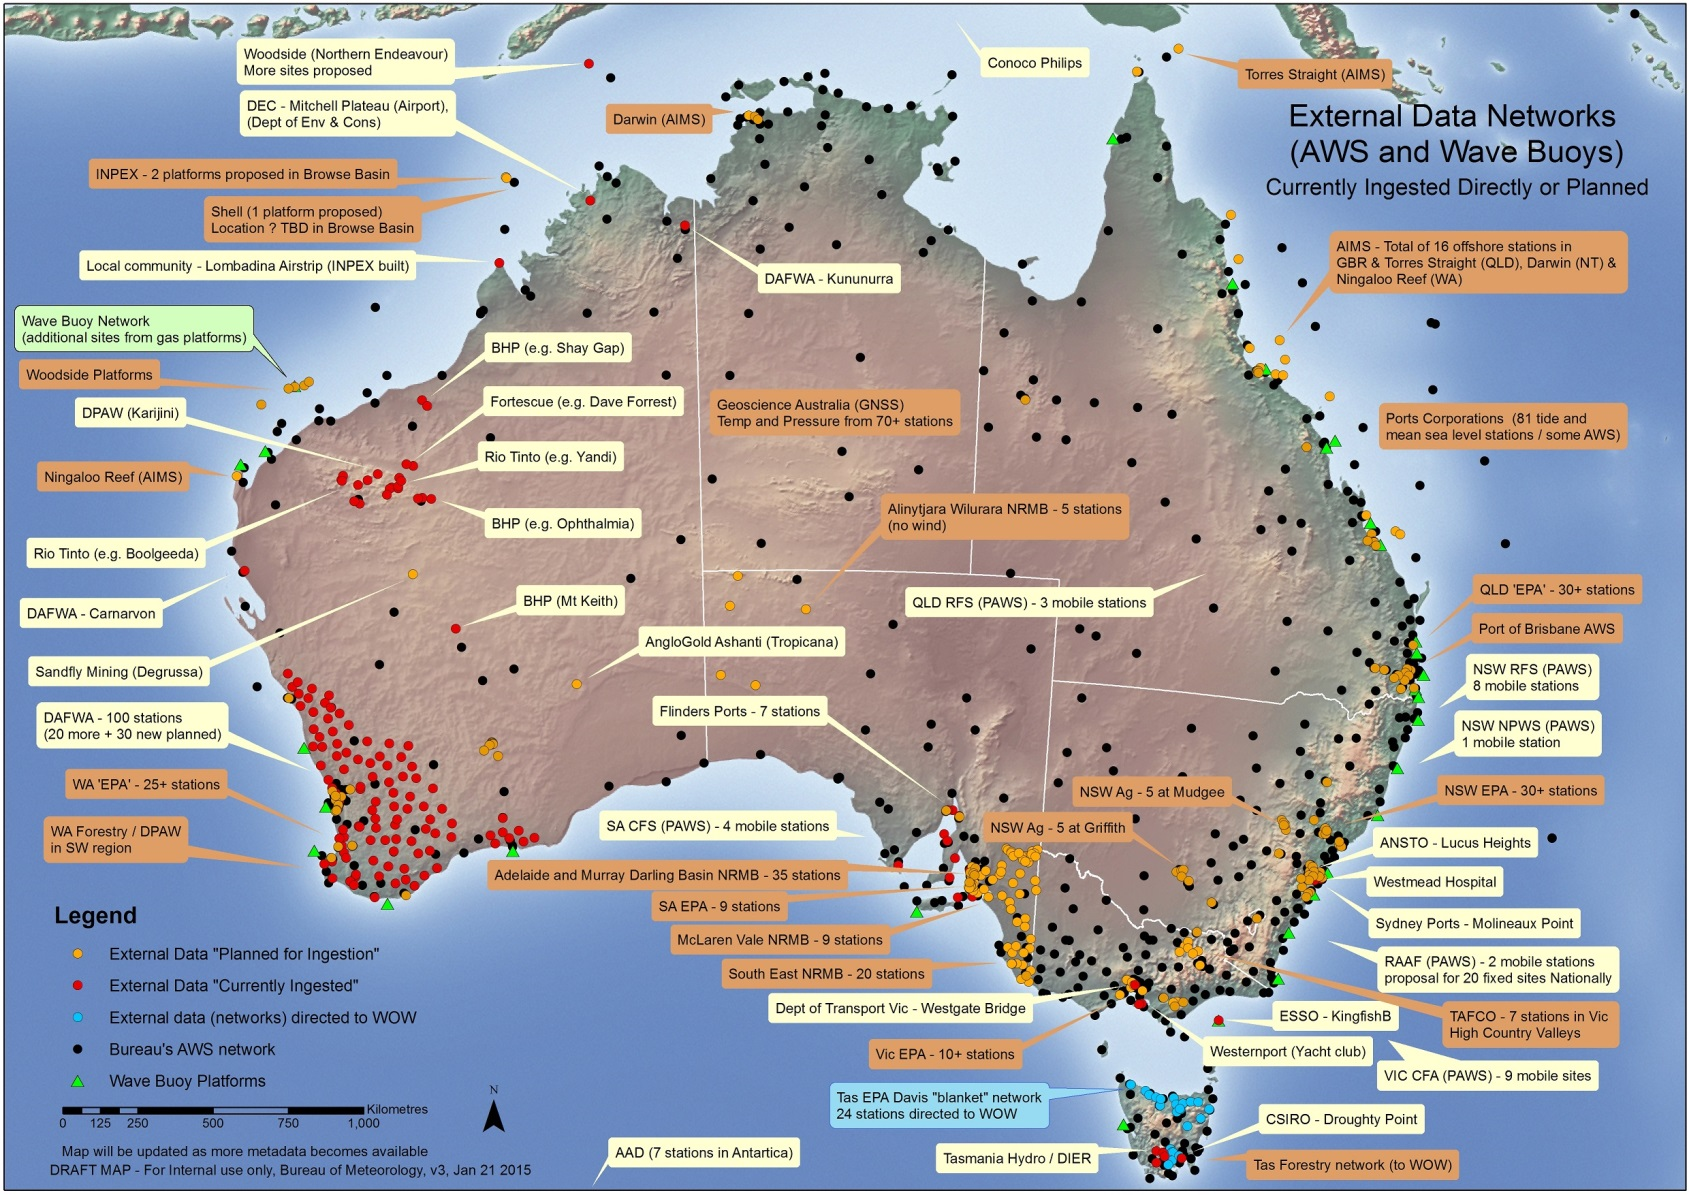 Woodside (Northern Endeavour)
More sites proposed
Conoco Philips
Torres Straight (AIMS)
External Data Networks
(AWS and Wave Buoys)
Currently Ingested Directly or Planned
DEC - Mitchell Plateau (Airport),
(Dept of Env & Cons)
Darwin (AIMS)
INPEX - 2 platforms proposed in Browse Basin
Shell (1 platform proposed)
Location ? TBD in Browse Basin
Local community - Lombadina Airstrip (INPEX built)
DAFWA - Kununurra
AIMS - Total of 16 offshore stations in
GBR & Torres Straight (QLD), Darwin (NT) &
Ningaloo Reef (WA)
Wave Buoy Network
(additional sites from gas platforms)
BHP (e.g. Shay Gap)
Woodside Platforms
DPAW (Karijini)
Fortescue (e.g. Dave Forrest)
Geoscience Australia (GNSS)
Temp and Pressure from 70+ stations
Ports Corporations (81 tide and
mean sea level stations / some AWS)
Rio Tinto (e.g. Yandi)
Ningaloo Reef (AIMS)
BHP (e.g. Ophthalmia)
Alinytjara Wilurara NRMB - 5 stations
(no wind)
Rio Tinto (e.g. Boolgeeda)
DAFWA - Carnarvon
BHP (Mt Keith)
QLD RFS (PAWS) - 3 mobile stations
QLD 'EPA' - 30+ stations
Port of Brisbane AWS
AngloGold Ashanti (Tropicana)
Sandfly Mining (Degrussa)
NSW RFS (PAWS)
8 mobile stations
Flinders Ports - 7 stations
DAFWA - 100 stations
(20 more + 30 new planned)
NSW NPWS (PAWS)
1 mobile station
WA 'EPA' - 25+ stations
NSW Ag - 5 at Mudgee
NSW EPA - 30+ stations
WA Forestry / DPAW
in SW region
SA CFS (PAWS) - 4 mobile stations
NSW Ag - 5 at Griffith
ANSTO - Lucus Heights
Adelaide and Murray Darling Basin NRMB - 35 stations
Westmead Hospital
SA EPA - 9 stations
Sydney Ports - Molineaux Point
McLaren Vale NRMB - 9 stations
South East NRMB - 20 stations
RAAF (PAWS) - 2 mobile stations
proposal for 20 fixed sites Nationally
Dept of Transport Vic - Westgate Bridge
ESSO - KingfishB
TAFCO - 7 stations in Vic
High Country Valleys
Vic EPA - 10+ stations
Westernport (Yacht club)
VIC CFA (PAWS) - 9 mobile sites
Tas EPA Davis "blanket" network
24 stations directed to WOW
CSIRO - Droughty Point
AAD (7 stations in Antartica)
Tasmania Hydro / DIER
Tas Forestry network (to WOW)
Legend
External Data "Planned for Ingestion"
External Data "Currently Ingested"
External data (networks) directed to WOW
Bureau's AWS network
Wave Buoy Platforms
N
Kilometres
0 125 250 500 750 1,000
Map will be updated as more metadata becomes available
DRAFT MAP - For Internal use only, Bureau of Meteorology, v3, Jan 21 2015